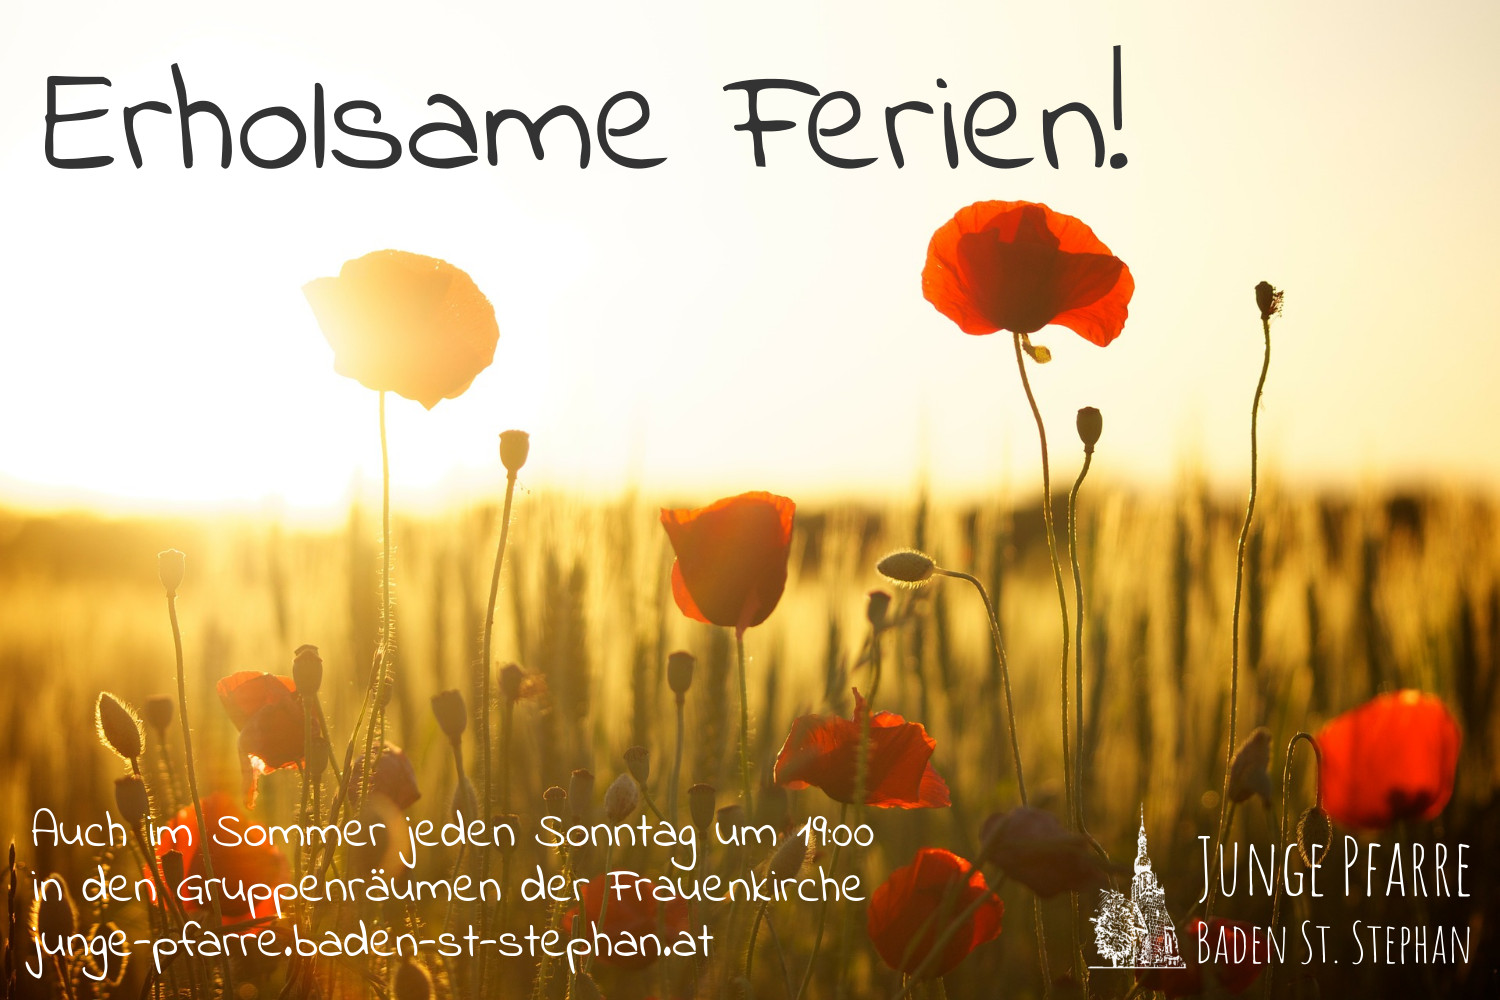 Erholsame Ferien!
Auch im Sommer jeden Sonntag um 19:00
in den Gruppenräumen der Frauenkirche
junge-pfarre.baden-st-stephan.at
Junge Pfarre
Baden St. Stephan